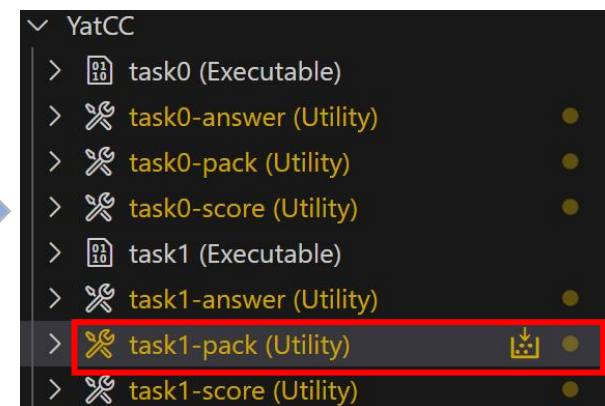 YatCC
task0 (Executable)
task0-answer (Utility)
task0-pack (Utility)
task0-score (Utility)
task1 (Executable)
task1-answer (Utility)
task1-pack (Utility)
task1-score (Utility)